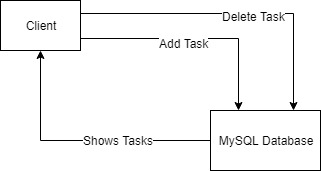 Delete Task
Client
Add Task
Shows Tasks
MySQL Database